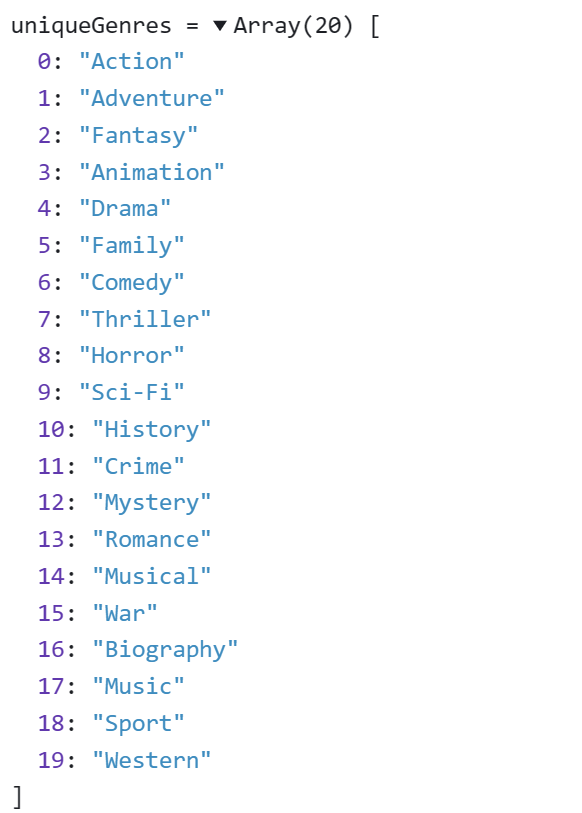 uniqueGenres = ▼ Array(20) [
0: "Action"
1: "Adventure"
2: "Fantasy"
3: "Animation"
4: "Drama"
5: "Family"
6: "Comedy"
7: "Thriller"
8: "Horror"
9: "Sci-Fi"
10: "History"
11: "Crime"
12: "Mystery"
13: "Romance"
14: "Musical"
15: "War"
16: "Biography"
17: "Music"
18: "Sport"
19: "Western"
]